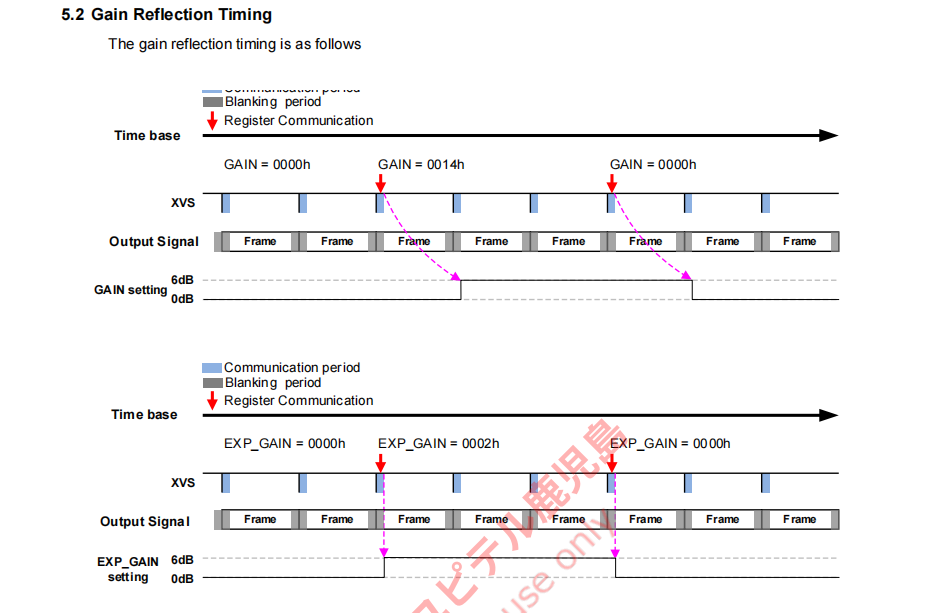 5.2 Gain Reflection Timing
The gain reflection timing is as follows
Communication period
Blanking period
Register Communication
Time base
GAIN = 0000h GAIN = 0014h GAIN = 0000h
XVS
Output Signal Frame Frame Frame Frame Frame Frame Frame Frame
6dB
GAIN setting
0dB
Communication period
Blanking period
Register Communication
Time base
EXP_GAIN = 0000h EXP_GAIN = 0002h EXP_GAIN = 0000h
XVS
Output Signal Frame Frame Frame Frame Frame Frame Frame Frame
EXP_GAIN 6dB
setting 0dB
ピテル鹿児島
use only